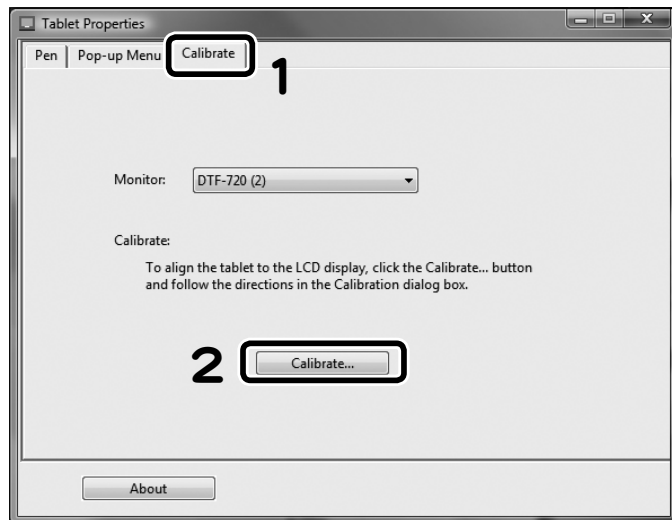 Tablet Properties
Pen Pop-up Menu Calibrate
1
Monitor: DTF-720 (2)
Calibrate:
To align the tablet to the LCD display, click the Calibrate... button
and follow the directions in the Calibration dialog box.
2 Calibrate...
About